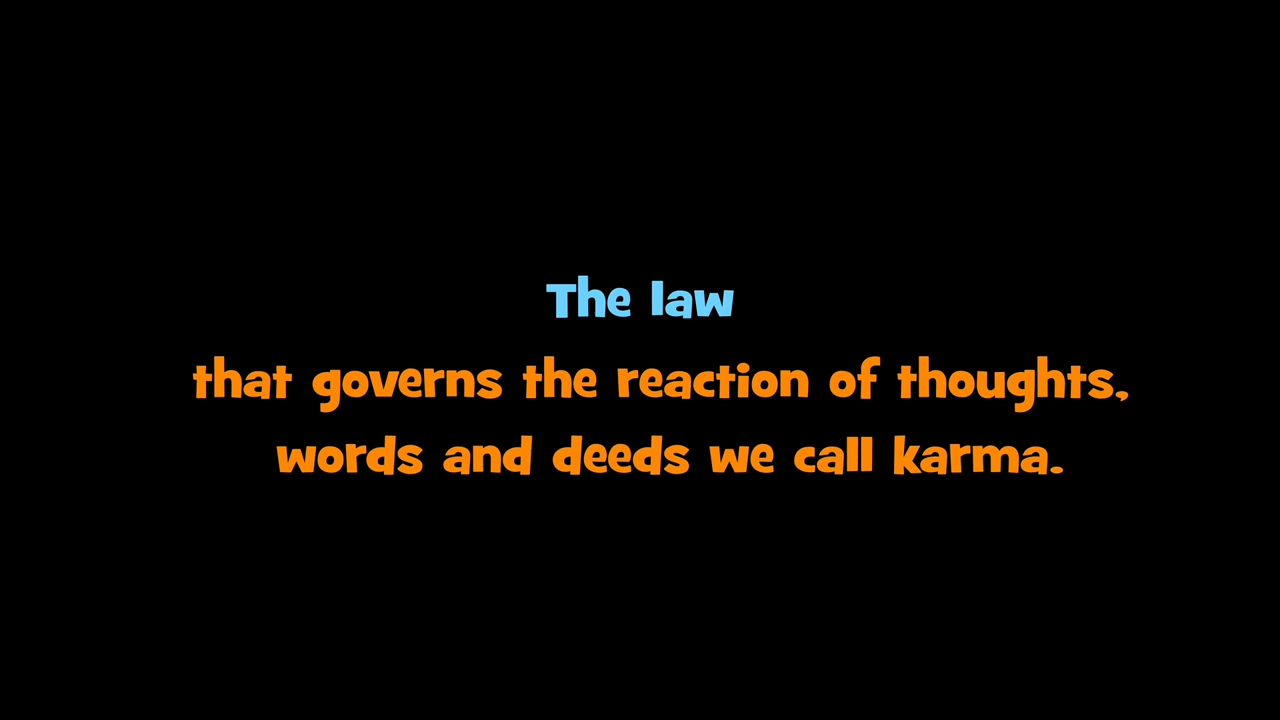 The law
that governs the reaction of thoughts,
words and deeds we call karma.